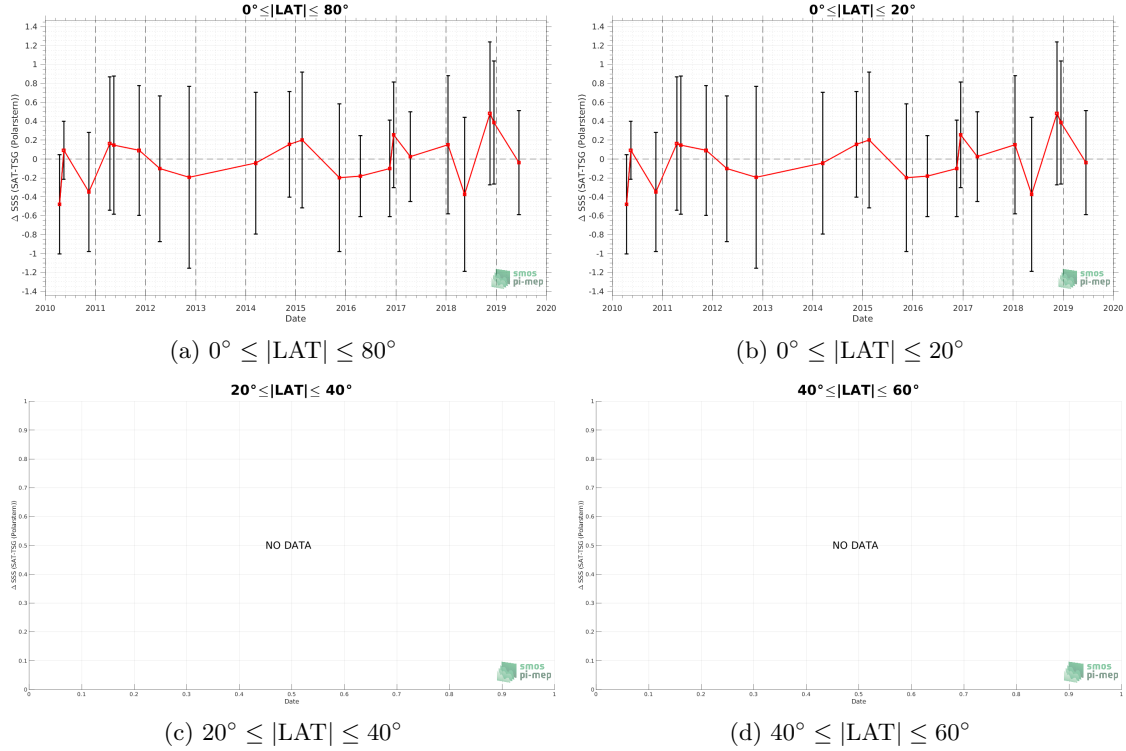 0°≤|LAT|≤ 80°
Δ SSS (SAT-TSG (Polarstern))
1.4
1.2
1
0.8
0.6
0.4
0.2
0
-0.2
-0.4
-0.6
-0.8
-1
-1.2
-1.4
smos
pi-mep
2010 2011 2012 2013 2014 2015 2016 2017 2018 2019 2020
Date
(a) 0° ≤ |LAT| ≤ 80°
0°≤|LAT|≤ 20°
Δ SSS (SAT-TSG (Polarstern))
1.4
1.2
1
0.8
0.6
0.4
0.2
0
-0.2
-0.4
-0.6
-0.8
-1
-1.2
-1.4
smos
pi-mep
2010 2011 2012 2013 2014 2015 2016 2017 2018 2019 2020
Date
(b) 0° ≤ |LAT| ≤ 20°
20°≤|LAT|≤ 40°
Δ SSS (SAT-TSG (Polarstern))
1
0.9
0.8
0.7
0.6
0.5
0.4
0.3
0.2
0.1
0
NO DATA
smos
pi-mep
0 0.1 0.2 0.3 0.4 0.5 0.6 0.7 0.8 0.9 1
Date
(c) 20° ≤ |LAT| ≤ 40°
40°≤|LAT|≤ 60°
Δ SSS (SAT-TSG (Polarstern))
1
0.9
0.8
0.7
0.6
0.5
0.4
0.3
0.2
0.1
0
NO DATA
smos
pi-mep
0 0.1 0.2 0.3 0.4 0.5 0.6 0.7 0.8 0.9 1
Date
(d) 40° ≤ |LAT| ≤ 60°